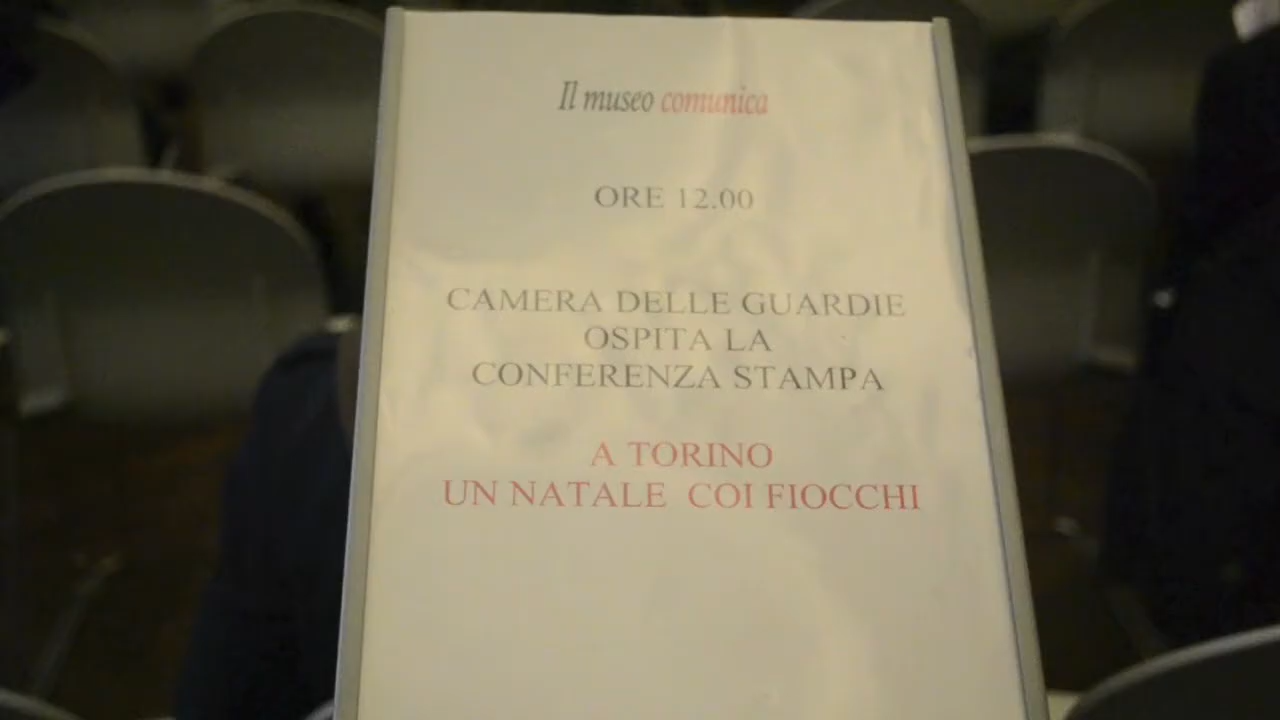 Il museo comunica
ORE 12.00
CAMERA DELLE GUARDIE
OSPITA LA
CONFERENZA STAMPA
A TORINO
UN NATALE COI FIOCCHI